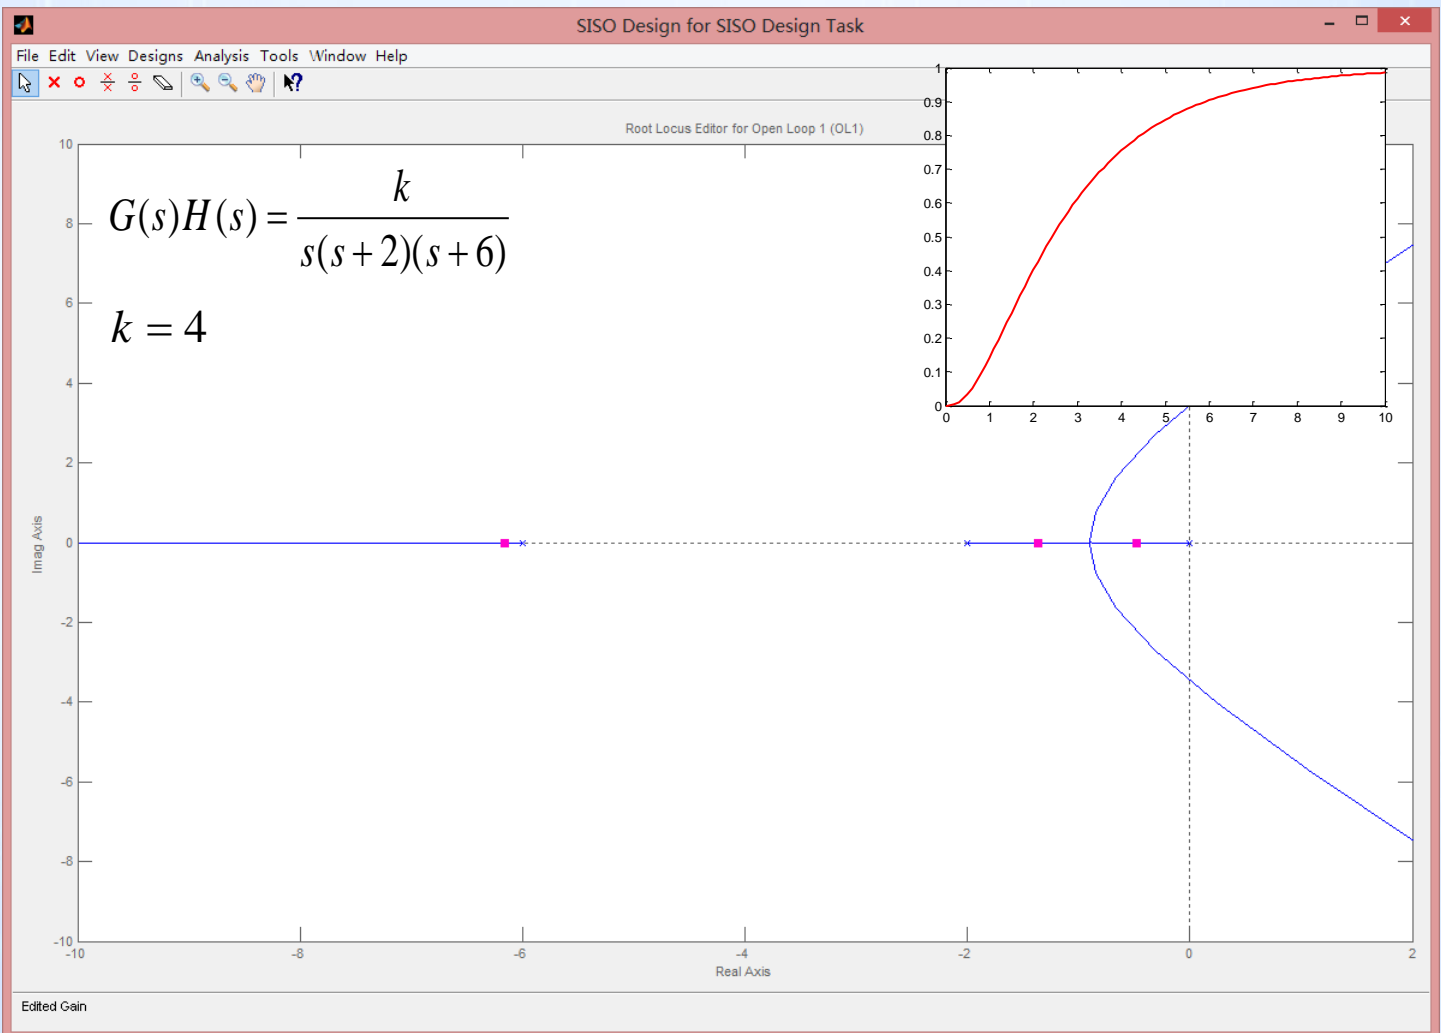 SISO Design for SISO Design Task
File Edit View Designs Analysis Tools Window Help
Root Locus Editor for Open Loop 1 (OL1)
G(s)H(s) = k / s(s+2)(s+6)
k = 4
1
0.9
0.8
0.7
0.6
0.5
0.4
0.3
0.2
0.1
0
0 1 2 3 4 5 6 7 8 9 10
10
8
6
4
2
0
-2
-4
-6
-8
-10
Imag Axis
-10 -8 -6 -4 -2 0 2
Real Axis
Edited Gain